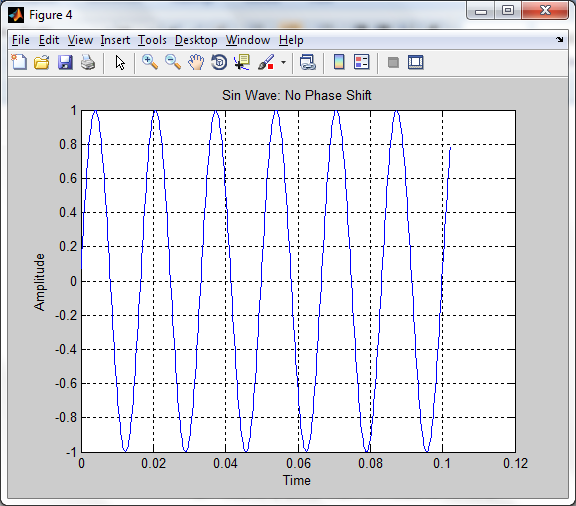 Figure 4
File Edit View Insert Tools Desktop Window Help
Sin Wave: No Phase Shift
1
0.8
0.6
0.4
0.2
0
-0.2
-0.4
-0.6
-0.8
-1
Amplitude
0 0.02 0.04 0.06 0.08 0.1 0.12
Time